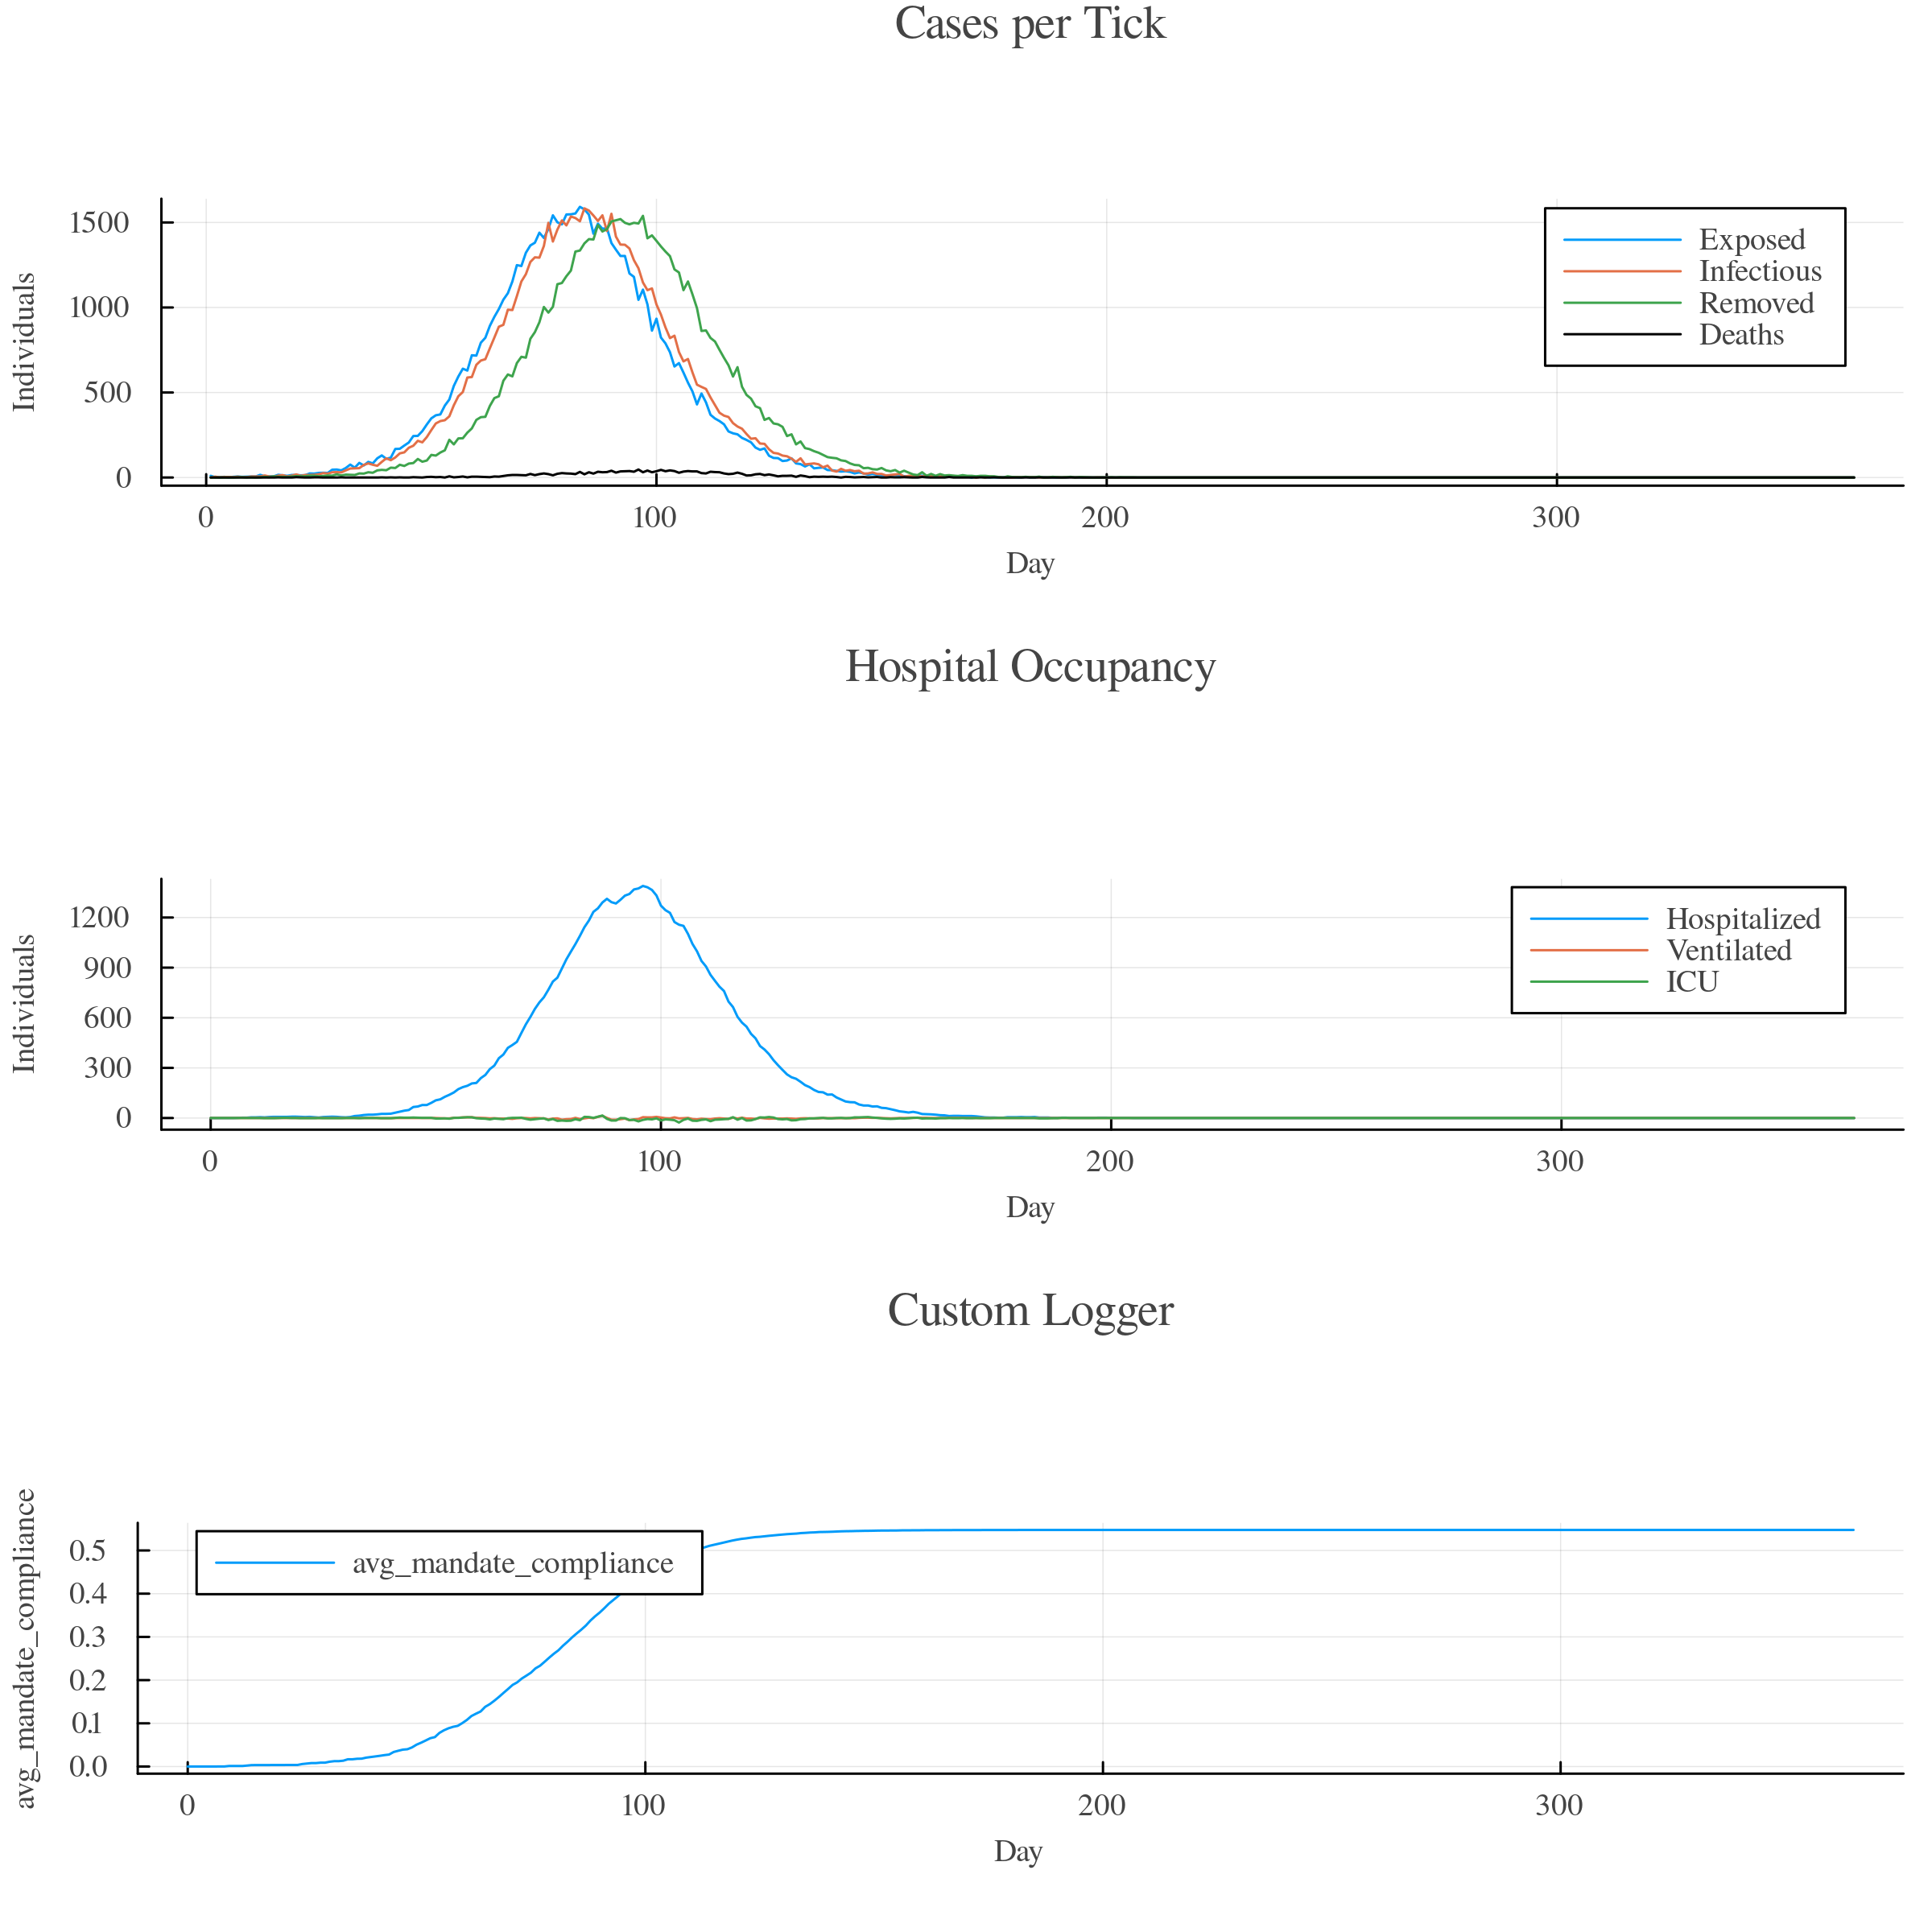 Cases per Tick
Individuals
1500
1000
500
0
Exposed
Infectious
Removed
Deaths
0 100 200 300
Day
Hospital Occupancy
Individuals
1200
900
600
300
0
Hospitalized
Ventilated
ICU
0 100 200 300
Day
Custom Logger
avg_mandate_compliance
0.5
0.4
0.3
0.2
0.1
0.0
avg_mandate_compliance
0 100 200 300
Day